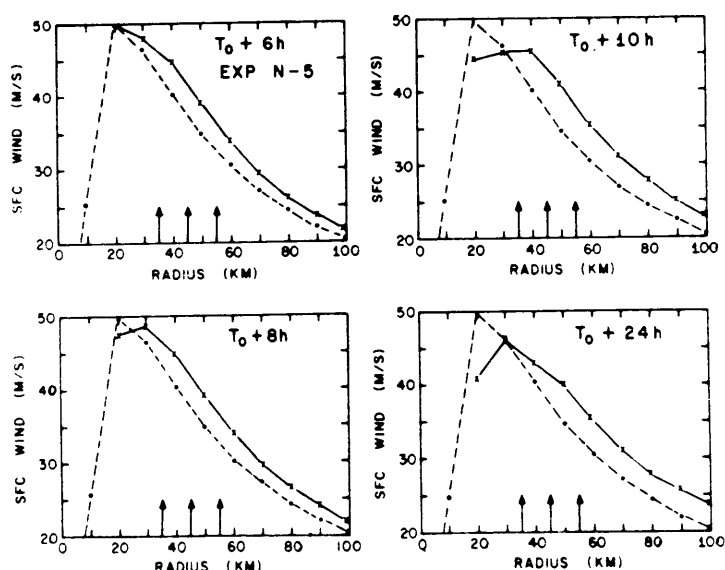 50
40
30
20
SFC WIND (M/S)
T₀ + 6h
EXP N-5
0 20 40 60 80 100
RADIUS (KM)
50
40
30
20
SFC WIND (M/S)
T₀ + 10h
0 20 40 60 80 100
RADIUS (KM)
50
40
30
20
SFC WIND (M/S)
T₀ + 8h
0 20 40 60 80 100
RADIUS (KM)
50
40
30
20
SFC WIND (M/S)
T₀ + 24h
0 20 40 60 80 100
RADIUS (KM)